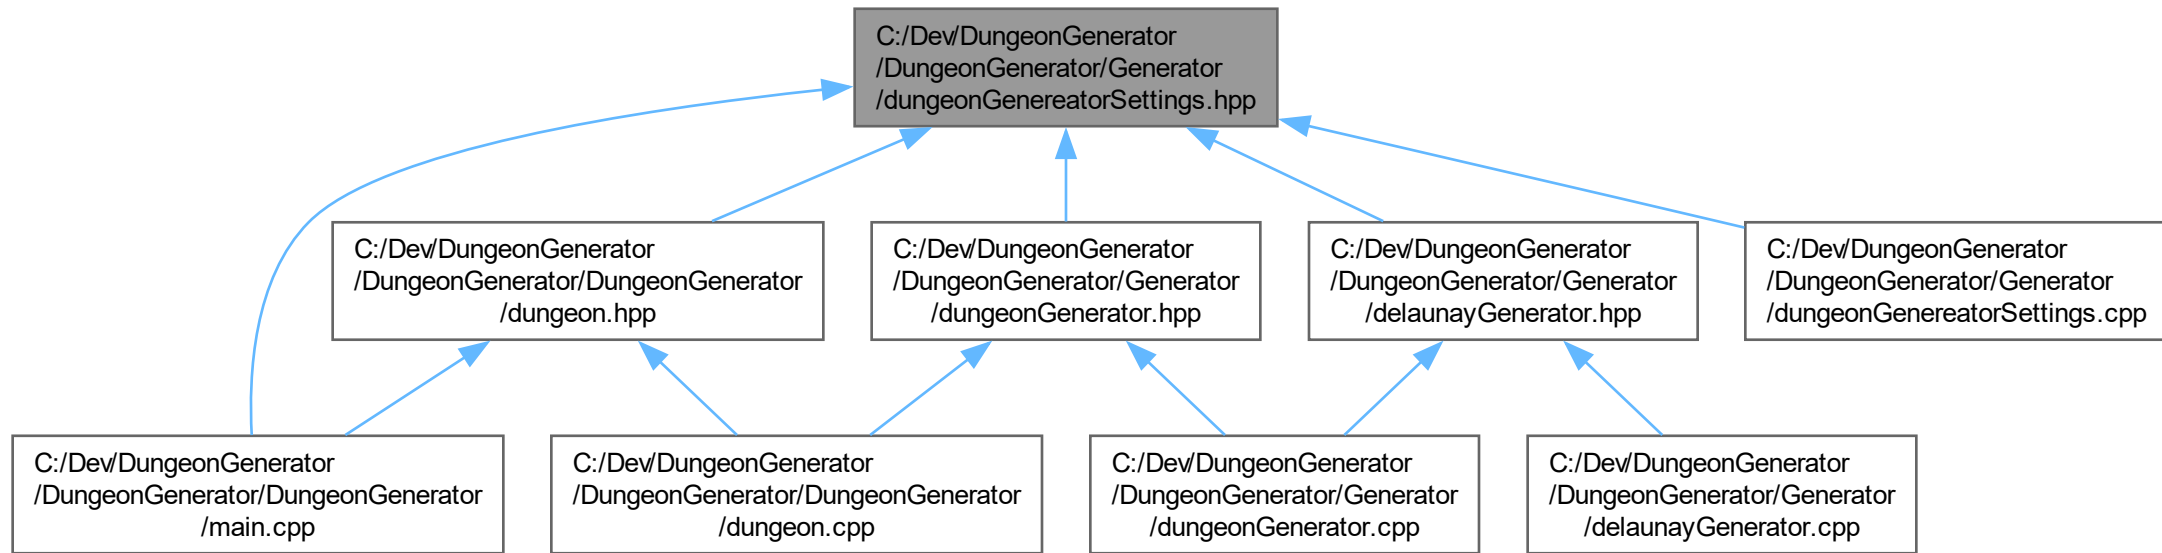 C:/Dev/DungeonGenerator
/DungeonGenerator/Generator
/dungeonGenereatorSettings.hpp
C:/Dev/DungeonGenerator
/DungeonGenerator/DungeonGenerator
/dungeon.hpp
C:/Dev/DungeonGenerator
/DungeonGenerator/Generator
/dungeonGenerator.hpp
C:/Dev/DungeonGenerator
/DungeonGenerator/Generator
/delaunayGenerator.hpp
C:/Dev/DungeonGenerator
/DungeonGenerator/Generator
/dungeonGenereatorSettings.cpp
C:/Dev/DungeonGenerator
/DungeonGenerator/DungeonGenerator
/main.cpp
C:/Dev/DungeonGenerator
/DungeonGenerator/DungeonGenerator
/dungeon.cpp
C:/Dev/DungeonGenerator
/DungeonGenerator/Generator
/dungeonGenerator.cpp
C:/Dev/DungeonGenerator
/DungeonGenerator/Generator
/delaunayGenerator.cpp